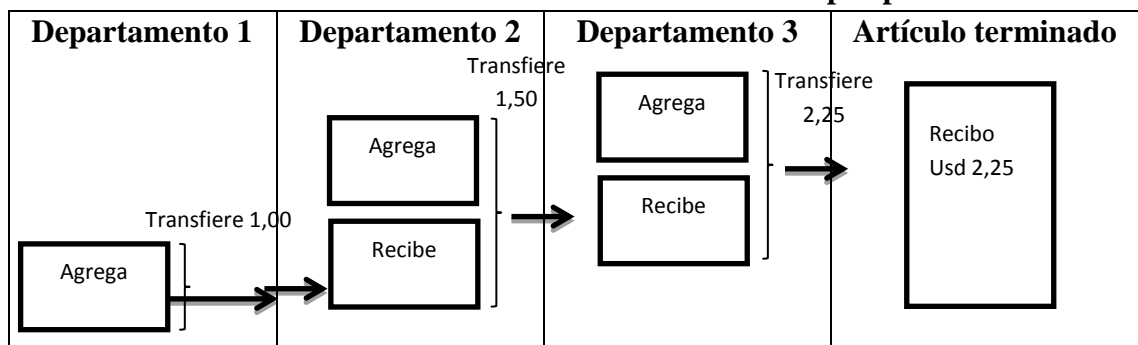 Departamento 1
Agrega
Transfiere 1,00
Departamento 2
Agrega
Recibe
Transfiere
1,50
Departamento 3
Agrega
Recibe
Transfiere
2,25
Artículo terminado
Recibo
Usd 2,25